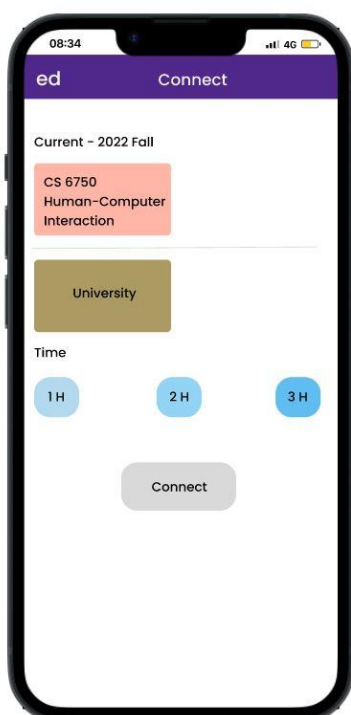 08:34 4G
ed Connect
Current - 2022 Fall
CS 6750
Human-Computer
Interaction
University
Time
1 H 2 H 3 H
Connect